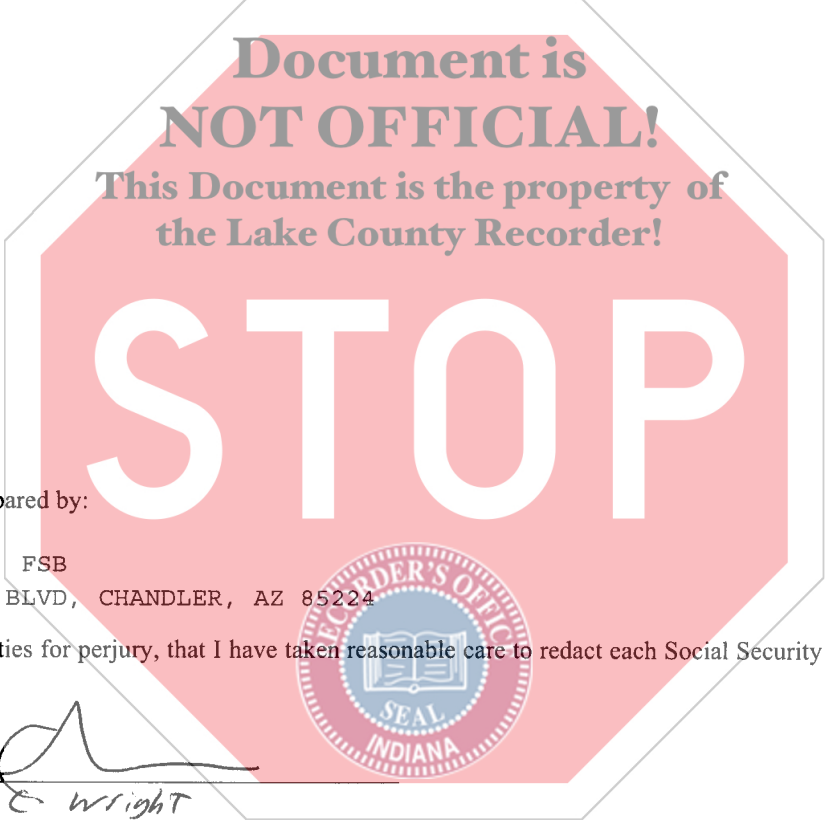 Document is
NOT OFFICIAL!
This Document is the property of
the Lake County Recorder!
STOP
pared by:
FSB
BLVD, CHANDLER, AZ 85224
RECORDER'S OFFICE
ties for perjury, that I have taken reasonable care to redact each Social Security
SEAL
INDIANA
E Wright